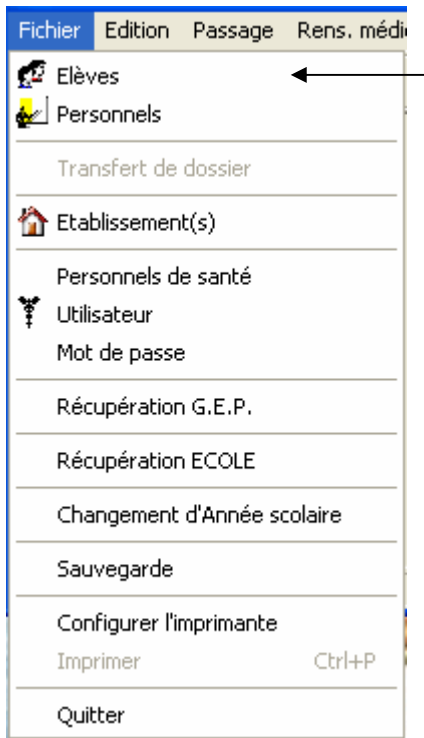 Fichier Edition Passage Rens.
Elèves
Personnels
Transfert de dossier
Etablissement(s)
Personnels de santé
Utilisateur
Mot de passe
Récupération G.E.P.
Récupération ECOLE
Changement d'Année scolaire
Sauvegarde
Configurer l'imprimante
Imprimer Ctrl+P
Quitter